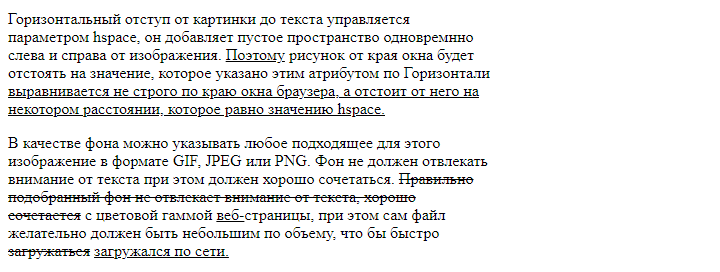 Горизонтальный отступ от картинки до текста управляется
параметром hspace, он добавляет пустое пространство одновремнно
слева и справа от изображения. Поэтому рисунок от края окна будет
отстоять на значение, которое указано этим атрибутом по Горизонтали
выравнивается не строго по краю окна браузера, а отстоит от него на
некотором расстоянии, которое равно значению hspace.
В качестве фона можно указывать любое подходящее для этого
изображение в формате GIF, JPEG или PNG. Фон не должен отвлекать
внимание от текста при этом должен хорошо сочетаться. Правильно
подобранный фон не отвлекает внимание от текста, хорошо
сочетается с цветовой гаммой веб-страницы, при этом сам файл
желательно должен быть небольшим по объему, что бы быстро
загружаться загружался по сети.